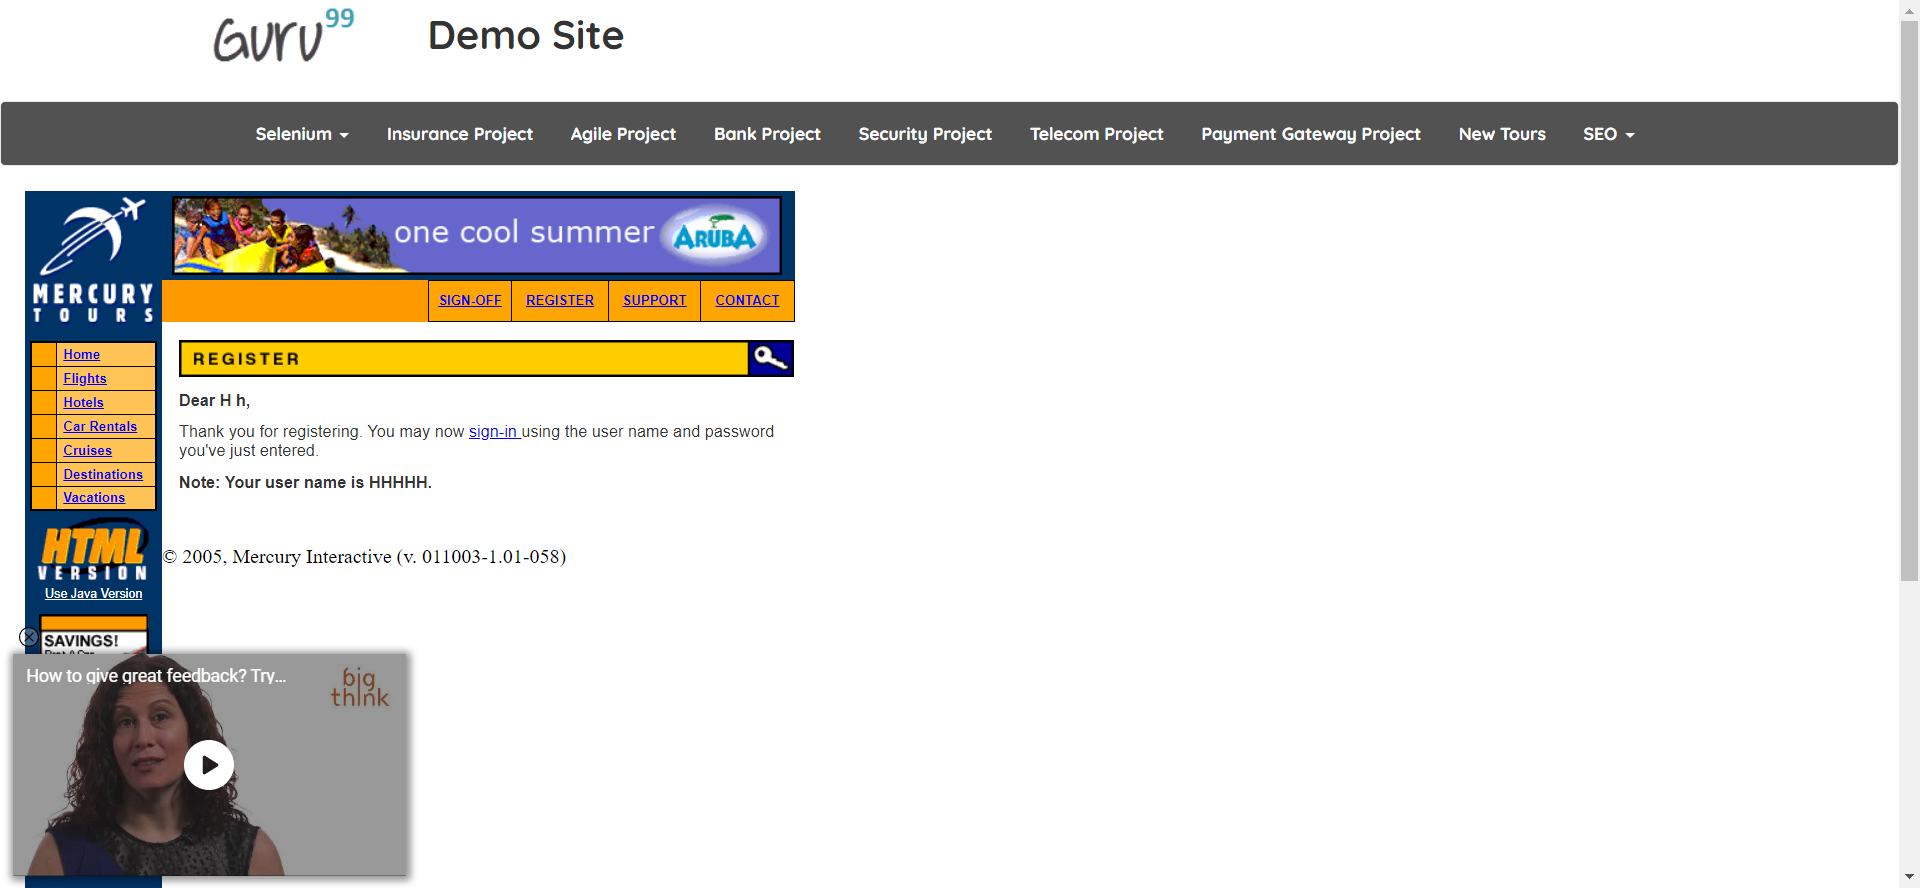 Guru99
Demo Site
Selenium
Insurance Project
Agile Project
Bank Project
Security Project
Telecom Project
Payment Gateway Project
New Tours
SEO
one cool summer
ARUBA
MERCURY
TOURS
SIGN-OFF
REGISTER
SUPPORT
CONTACT
Home
Flights
Hotels
Car Rentals
Cruises
Destinations
Vacations
REGISTER
Dear H h,
Thank you for registering. You may now sign-in using the user name and password
you've just entered.
Note: Your user name is HHHHH.
HTML
VERSION
Use Java Version
© 2005, Mercury Interactive (v. 011003-1.01-058)
SAVINGS!
How to give great feedback? Try...
big
think